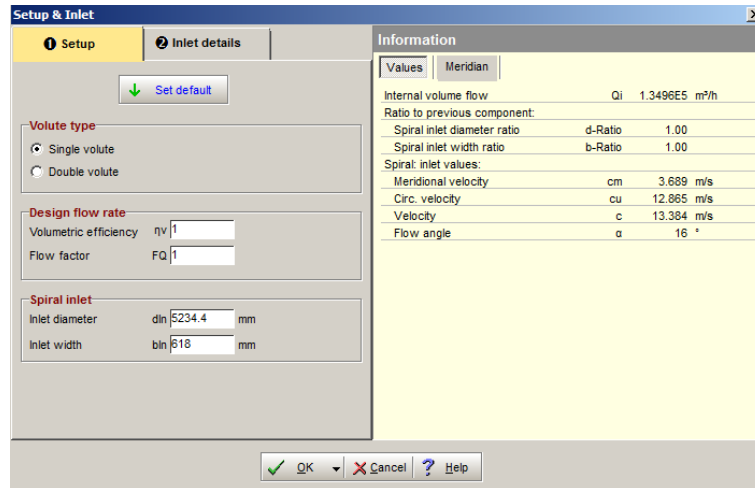 Setup & Inlet
❶ Setup
❷ Inlet details
Set default
Volute type
Single volute
Double volute
Design flow rate
Volumetric efficiency ηv 1
Flow factor FQ 1
Spiral inlet
Inlet diameter dIn 5234.4 mm
Inlet width bIn 618 mm
Information
Values Meridian
Internal volume flow Qi 1.3496E5 m³/h
Ratio to previous component:
Spiral inlet diameter ratio d-Ratio 1.00
Spiral inlet width ratio b-Ratio 1.00
Spiral: inlet values:
Meridional velocity cm 3.689 m/s
Circ. velocity cu 12.865 m/s
Velocity c 13.384 m/s
Flow angle α 16 °
OK Cancel ? Help